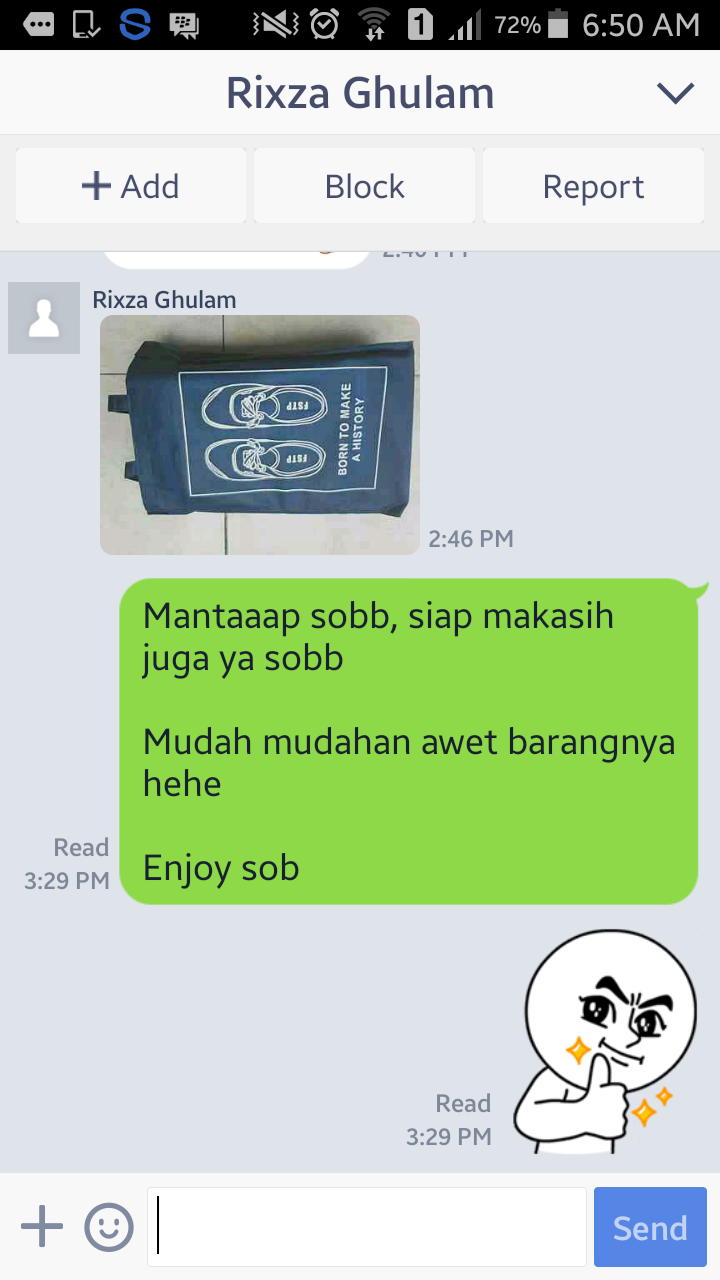 1
72%
6:50 AM
Rixza Ghulam
+ Add
Block
Report
Rixza Ghulam
FSTP
FSTP
BORN TO MAKE
A HISTORY
2:46 PM
Mantaaap sobb, siap makasih
juga ya sobb
Mudah mudahan awet barangnya
hehe
Enjoy sob
Read
3:29 PM
Read
3:29 PM
Send